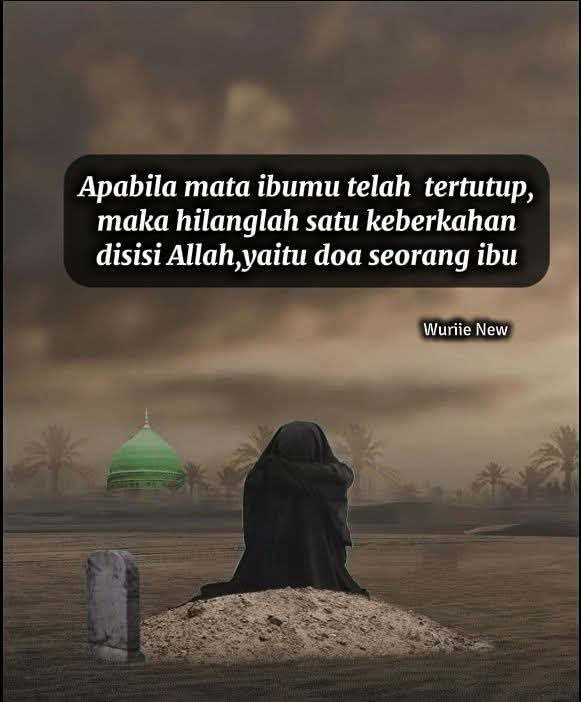 Apabila mata ibumu telah tertutup,
maka hilanglah satu keberkahan
disisi Allah,yaitu doa seorang ibu
Wuriie New